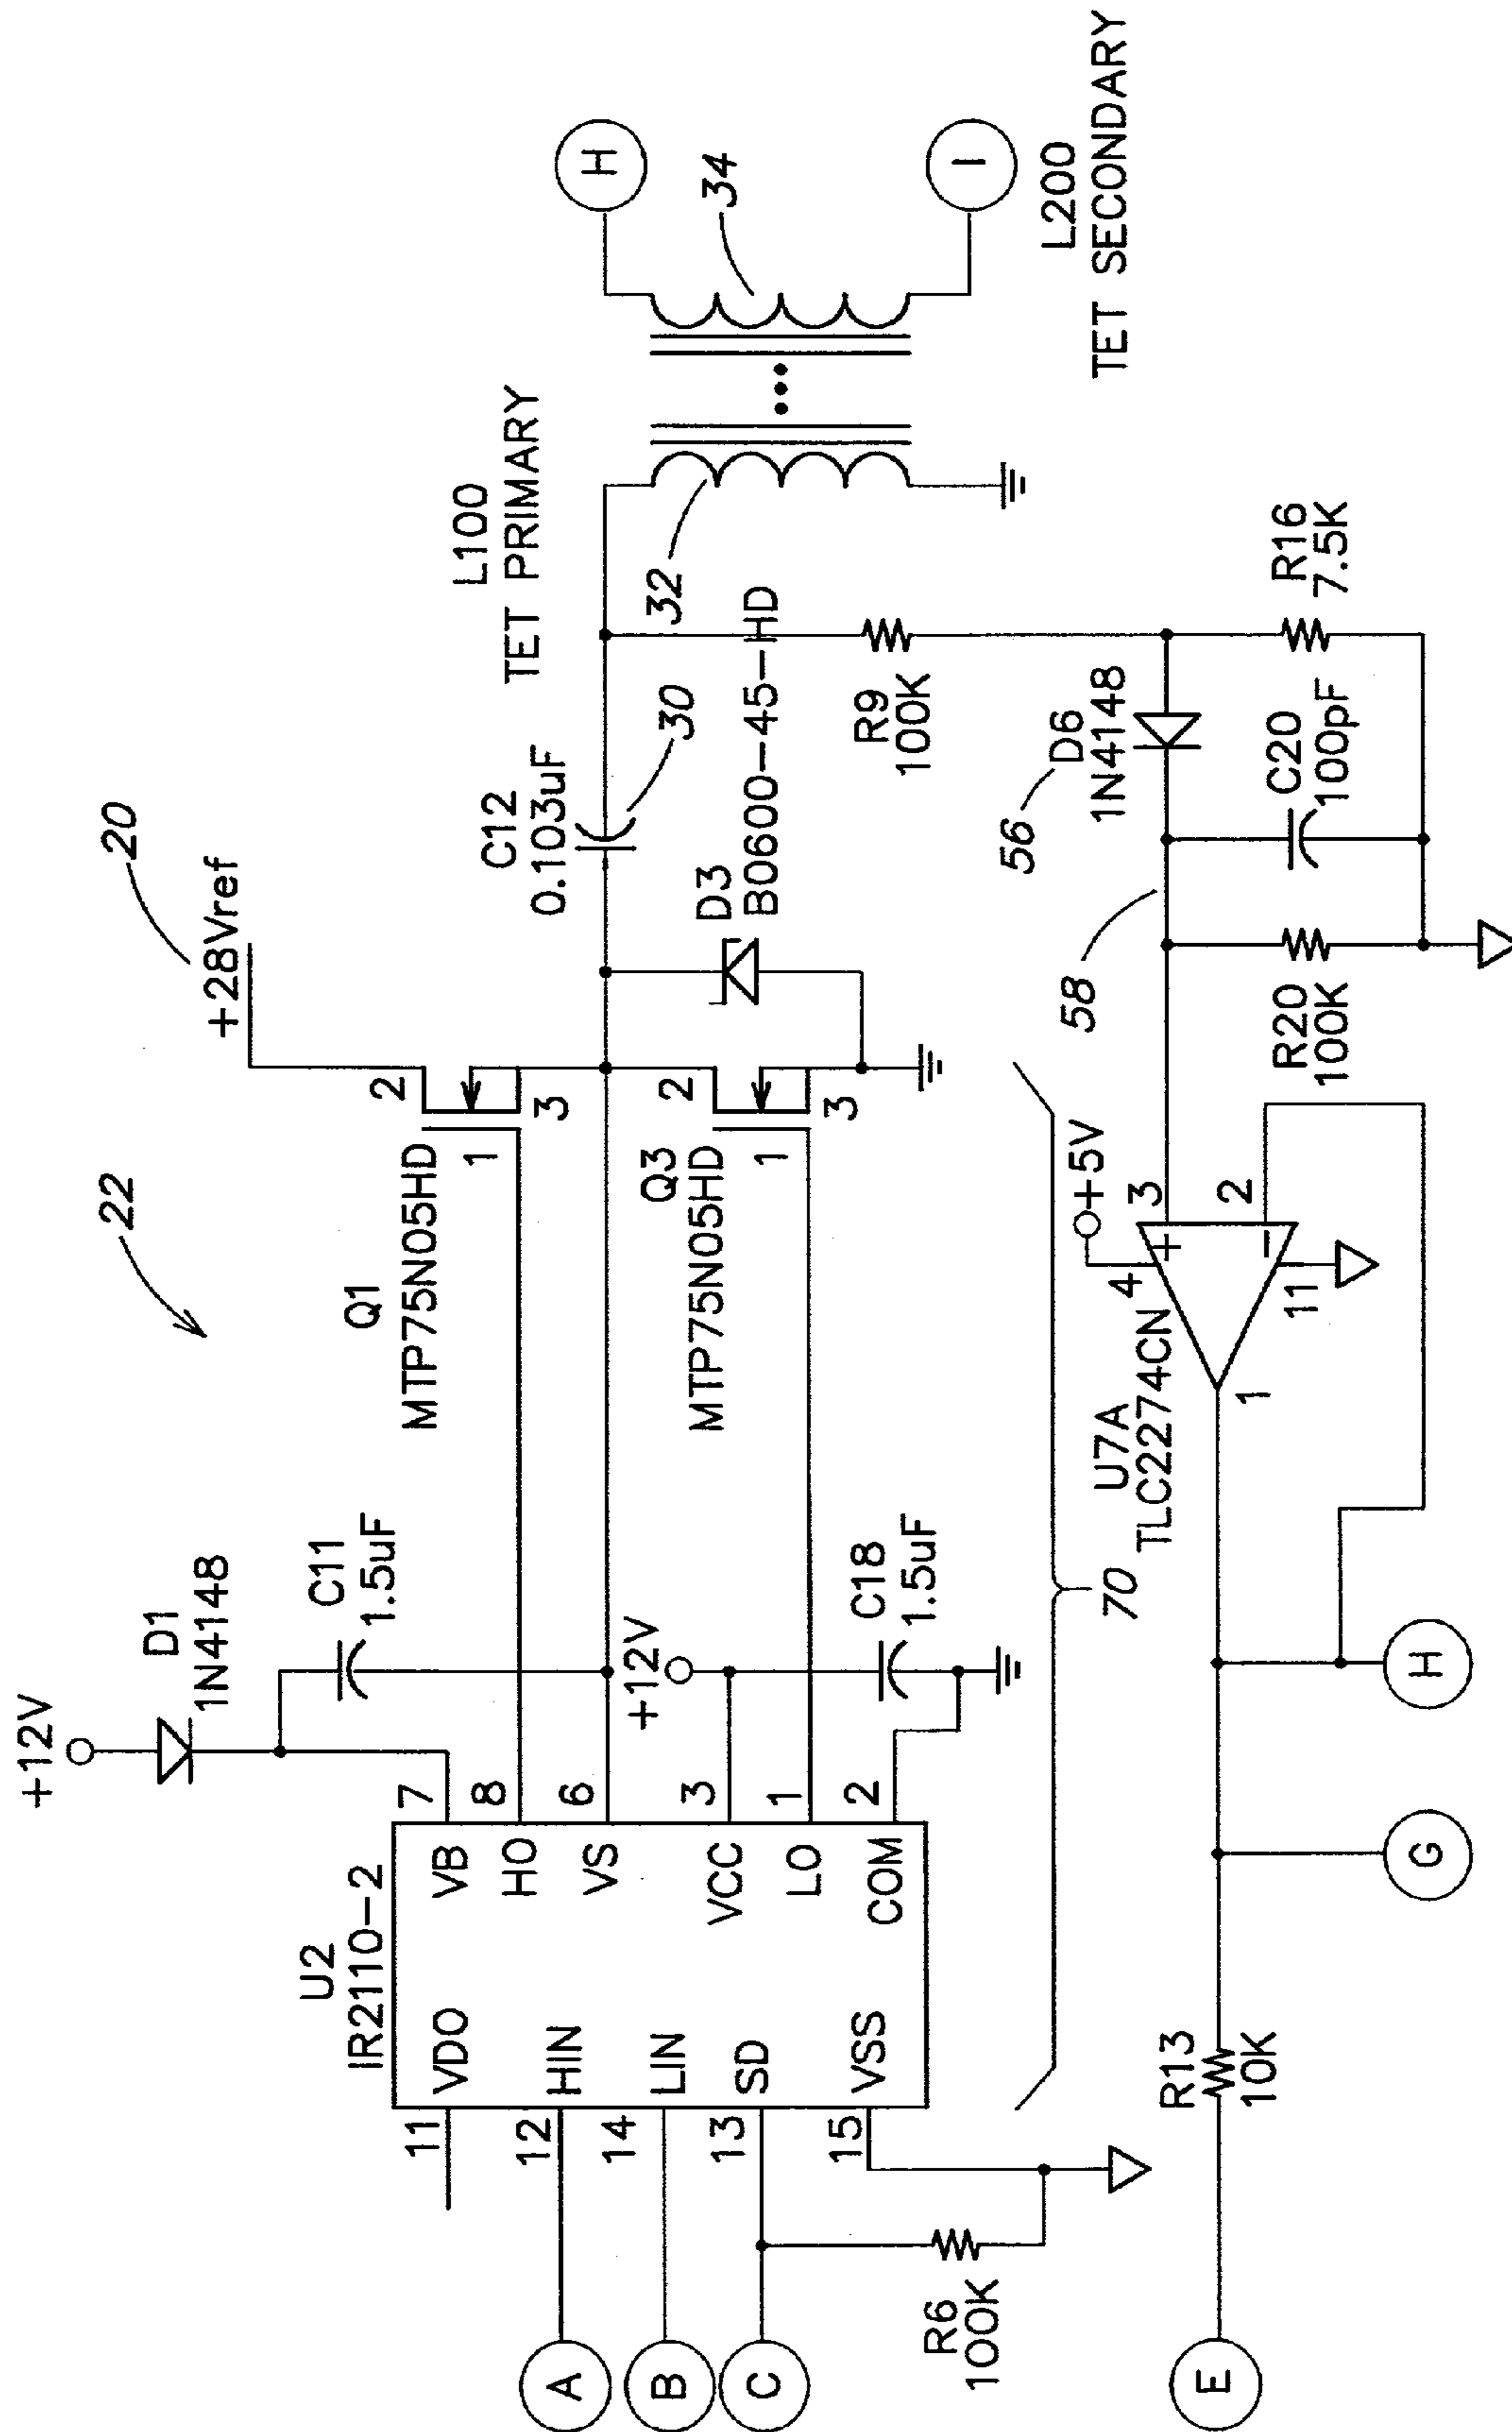 +12V
D1
1N4148
C11
1.5uF
U2
IR2110-2
VDO
HIN
LIN
SD
VSS
VB
HO
VS
VCC
LO
COM
11
12
14
13
15
7
8
6
3
1
2
A
B
C
R6
100K
+12V
C18
1.5uF
22
Q1
MTP75N05HD
1
2
3
Q3
MTP75N05HD
1
2
3
+28Vref
20
C12
0.103uF
30
D3
B0600-45-HD
L100
TET PRIMARY
32
34
H
I
L200
TET SECONDARY
70
E
R13
10K
G
H
U7A
TLC2274CN
1
4
11
+5V
3
2
+
-
58
56
D6
1N4148
R9
100K
R20
100K
C20
100pF
R16
7.5K